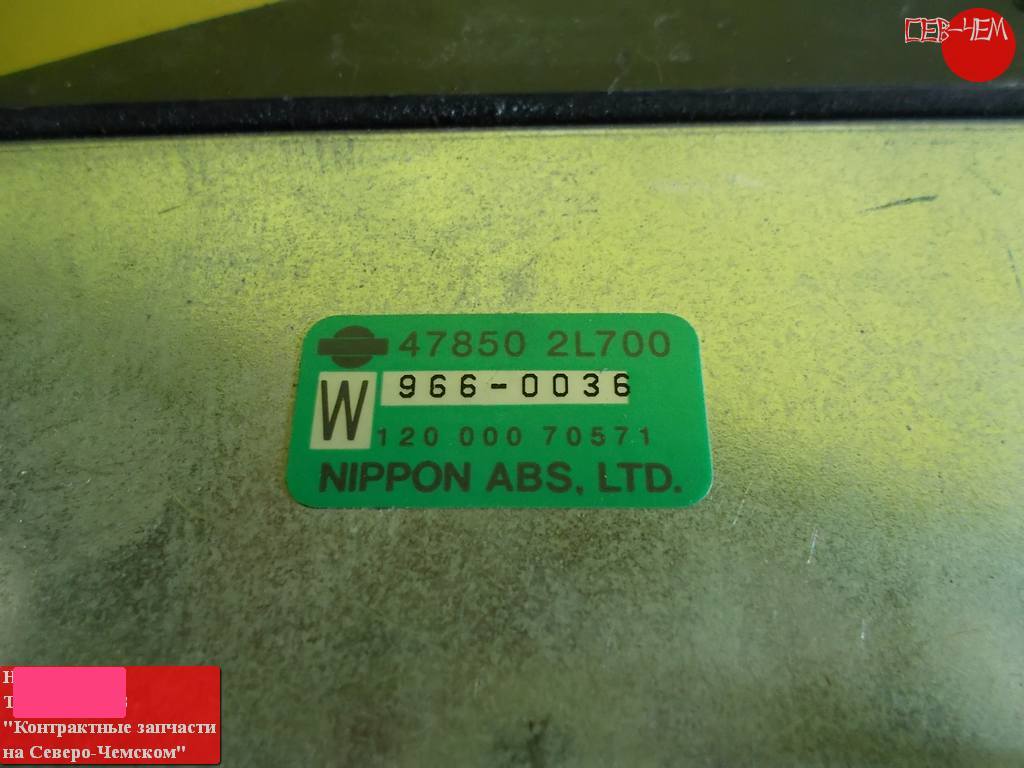 СЕВ-ЧЕМ
47850 2L700
W
966-0036
120 000 70571
NIPPON ABS, LTD.
"Контрактные запчасти
на Северо-Чемском"